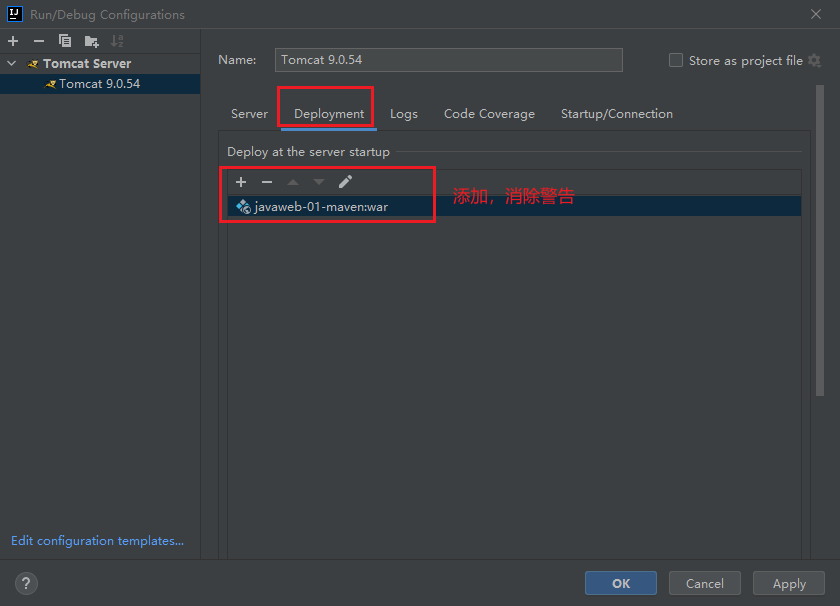 Run/Debug Configurations
Tomcat Server
Tomcat 9.0.54
Edit configuration templates...
Name: Tomcat 9.0.54 Store as project file
Server Deployment Logs Code Coverage Startup/Connection
Deploy at the server startup
javaweb-01-maven:war
添加，消除警告
? OK Cancel Apply